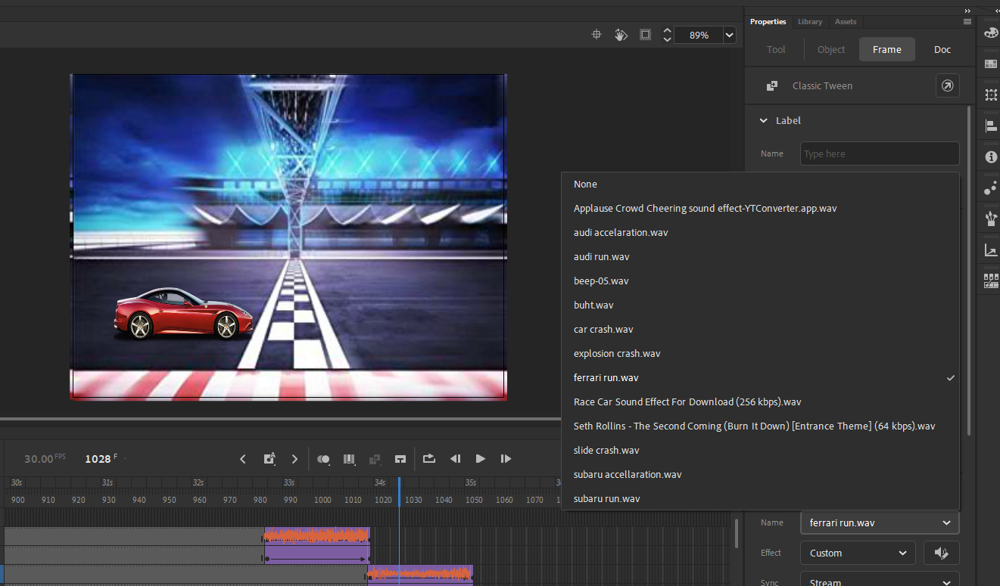 Properties Library Assets
89%
Tool Object Frame Doc
Classic Tween
Label
Name Type here
None
Applause Crowd Cheering sound effect-YTConverter.app.wav
audi accelaration.wav
audi run.wav
beep-05.wav
buht.wav
car crash.wav
explosion crash.wav
ferrari run.wav
Race Car Sound Effect For Download (256 kbps).wav
Seth Rollins - The Second Coming (Burn It Down) [Entrance Theme] (64 kbps).wav
slide crash.wav
subaru accellaration.wav
subaru run.wav
30.00 FPS 1028 F
30s 31s 32s 33s 34s 35s
900 910 920 930 940 950 960 970 980 990 1000 1010 1020 1030 1040 1050 1060 1070
Name ferrari run.wav
Effect Custom
Sync Stream